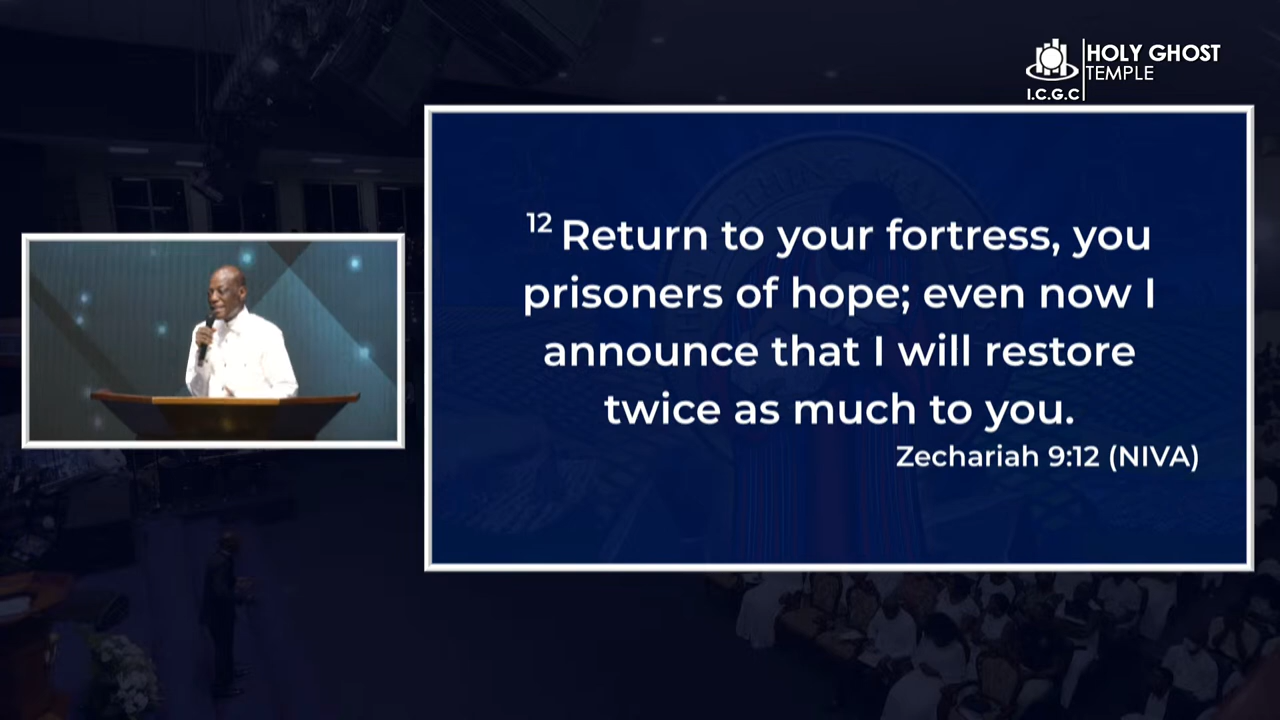 HOLY GHOST
TEMPLE
I.C.G.C
12 Return to your fortress, you
prisoners of hope; even now I
announce that I will restore
twice as much to you.
Zechariah 9:12 (NIVA)